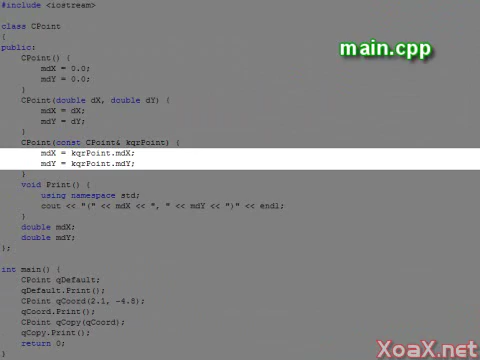 #include <iostream>
main.cpp
class CPoint
{
public:
    CPoint() {
        mdX = 0.0;
        mdY = 0.0;
    }
    CPoint(double dX, double dY) {
        mdX = dX;
        mdY = dY;
    }
    CPoint(const CPoint& kqrPoint) {
        mdX = kqrPoint.mdX;
        mdY = kqrPoint.mdY;
    }
    void Print() {
        using namespace std;
        cout << "(" << mdX << ", " << mdY << ")" << endl;
    }
    double mdX;
    double mdY;
};
int main() {
    CPoint qDefault;
    qDefault.Print();
    CPoint qCoord(2.1, -4.8);
    qCoord.Print();
    CPoint qCopy(qCoord);
    qCopy.Print();
    return 0;
}
XoaX.net